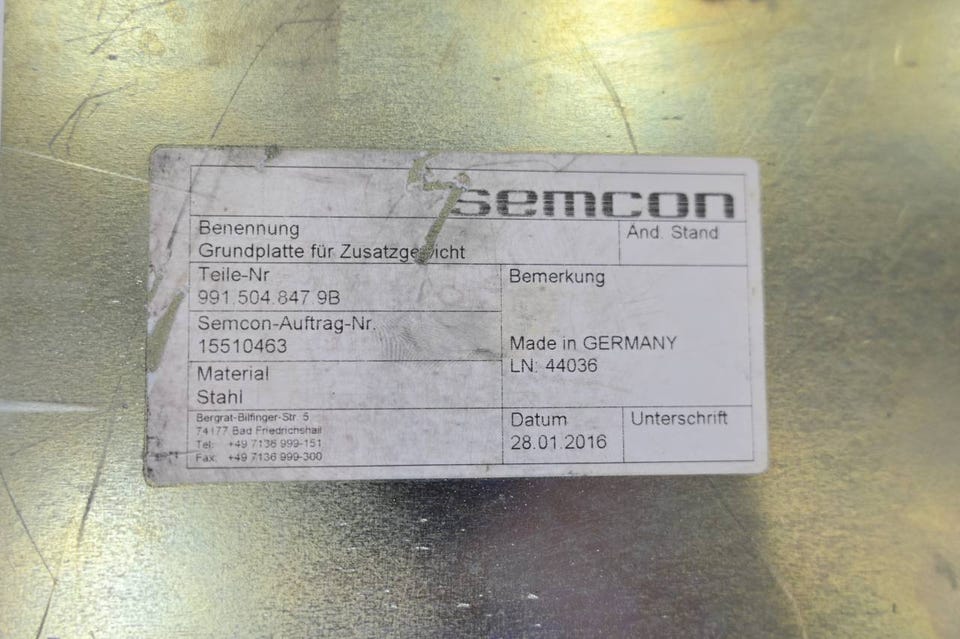 semcon
Benennung
Grundplatte für Zusatzgewicht
Änd. Stand
Teile-Nr
991.504.847.9B
Semcon-Auftrag-Nr.
15510463
Material
Stahl
Bemerkung
Made in GERMANY
LN: 44036
Bergrat-Bilfinger-Str. 5
74177 Bad Friedrichshall
Tel: +49 7136 999-151
Fax: +49 7136 999-300
Datum
28.01.2016
Unterschrift